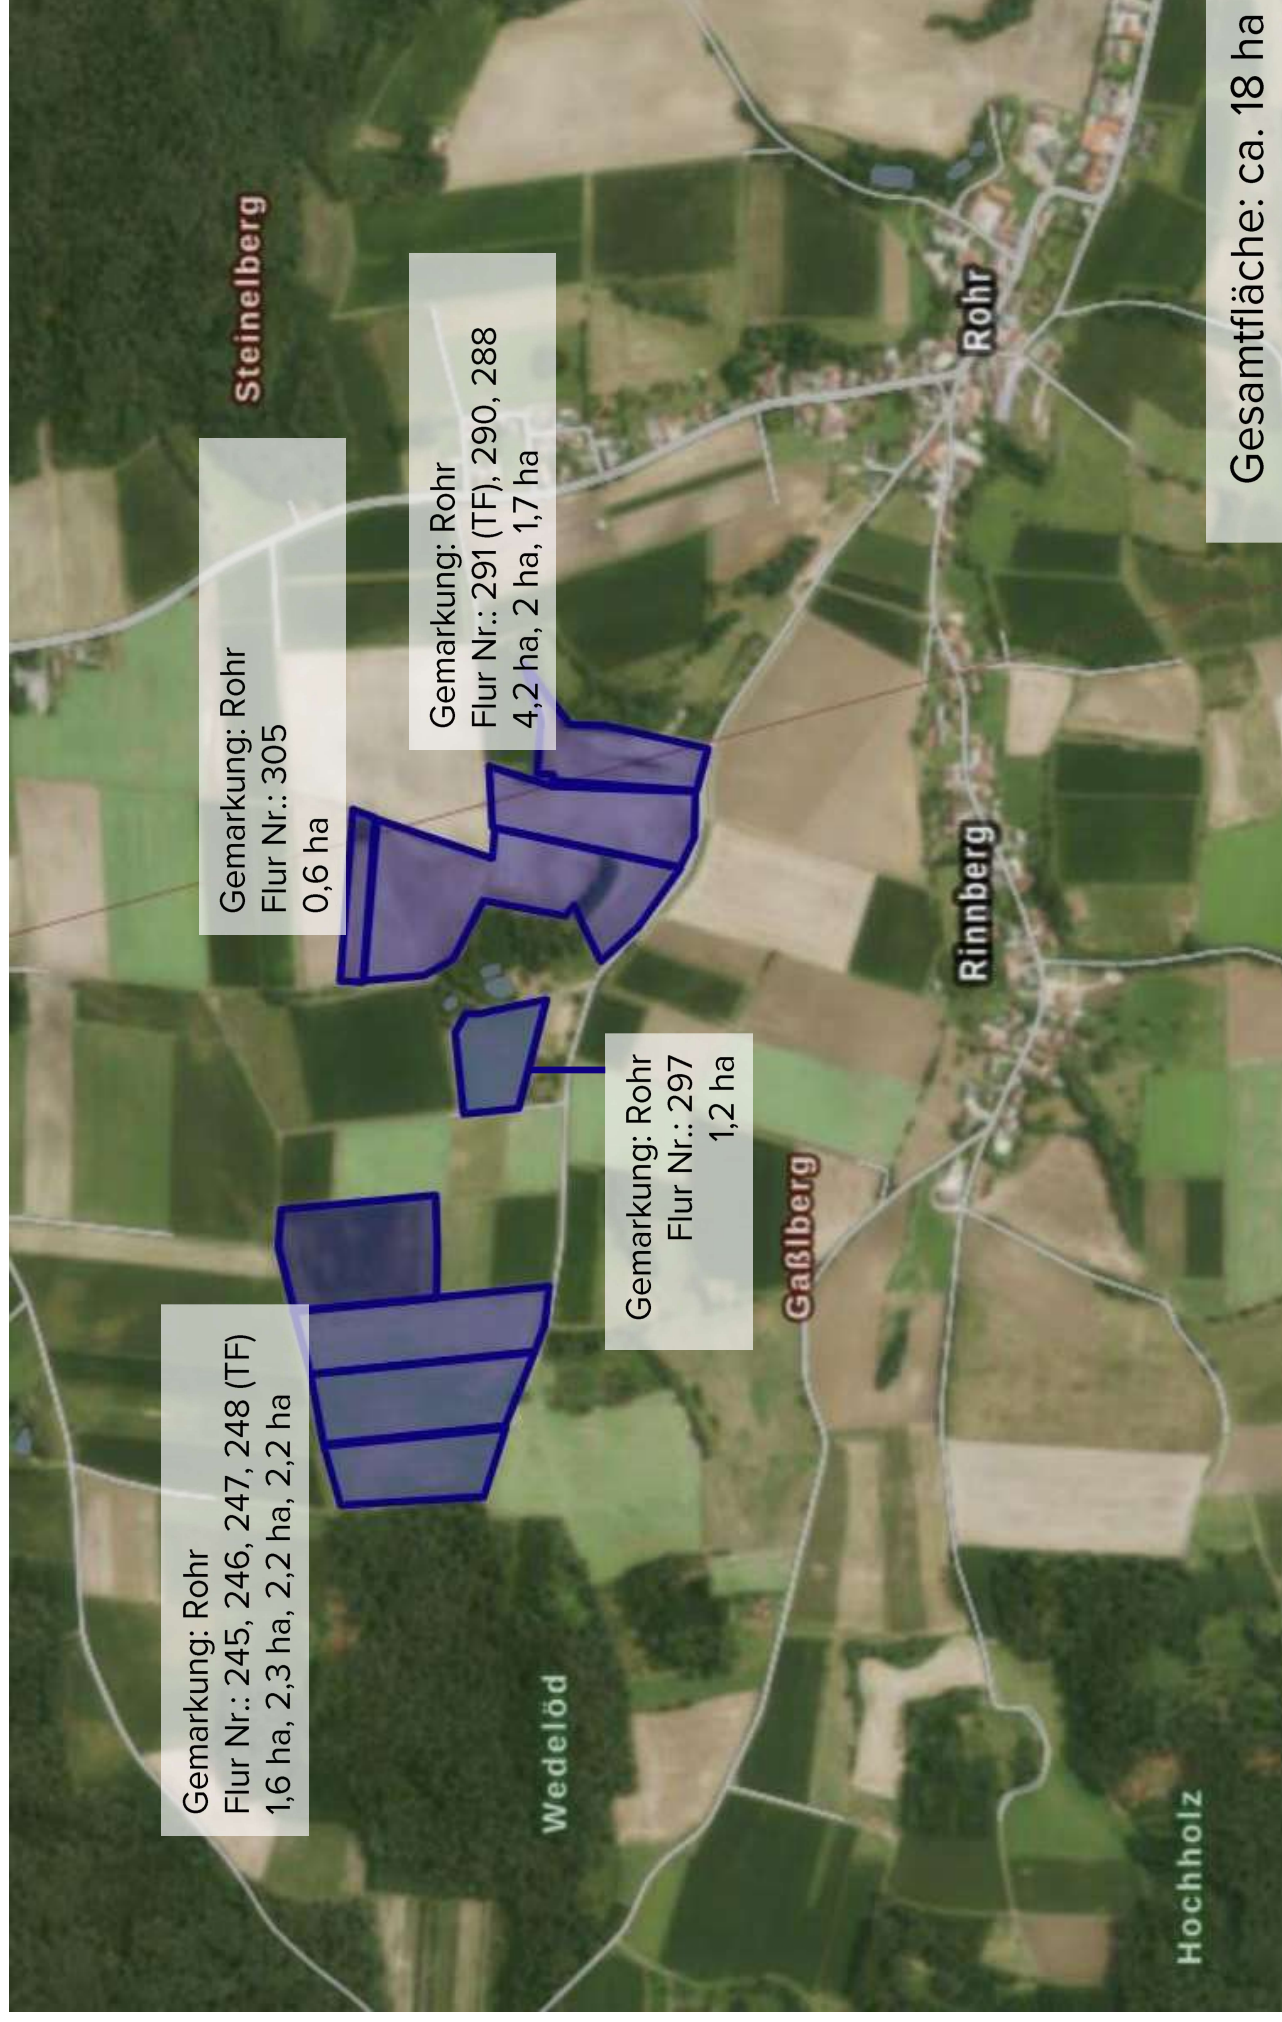 Gemarkung: Rohr
Flur Nr.: 245, 246, 247, 248 (TF)
1,6 ha, 2,3 ha, 2,2 ha, 2,2 ha
Gemarkung: Rohr
Flur Nr.: 305
0,6 ha
Steinelberg
Gemarkung: Rohr
Flur Nr.: 291 (TF), 290, 288
4,2 ha, 2 ha, 1,7 ha
Wedelöd
Gemarkung: Rohr
Flur Nr.: 297
1,2 ha
Gaßlberg
Rinnberg
Rohr
Hochholz
Gesamtfläche: ca. 18 ha